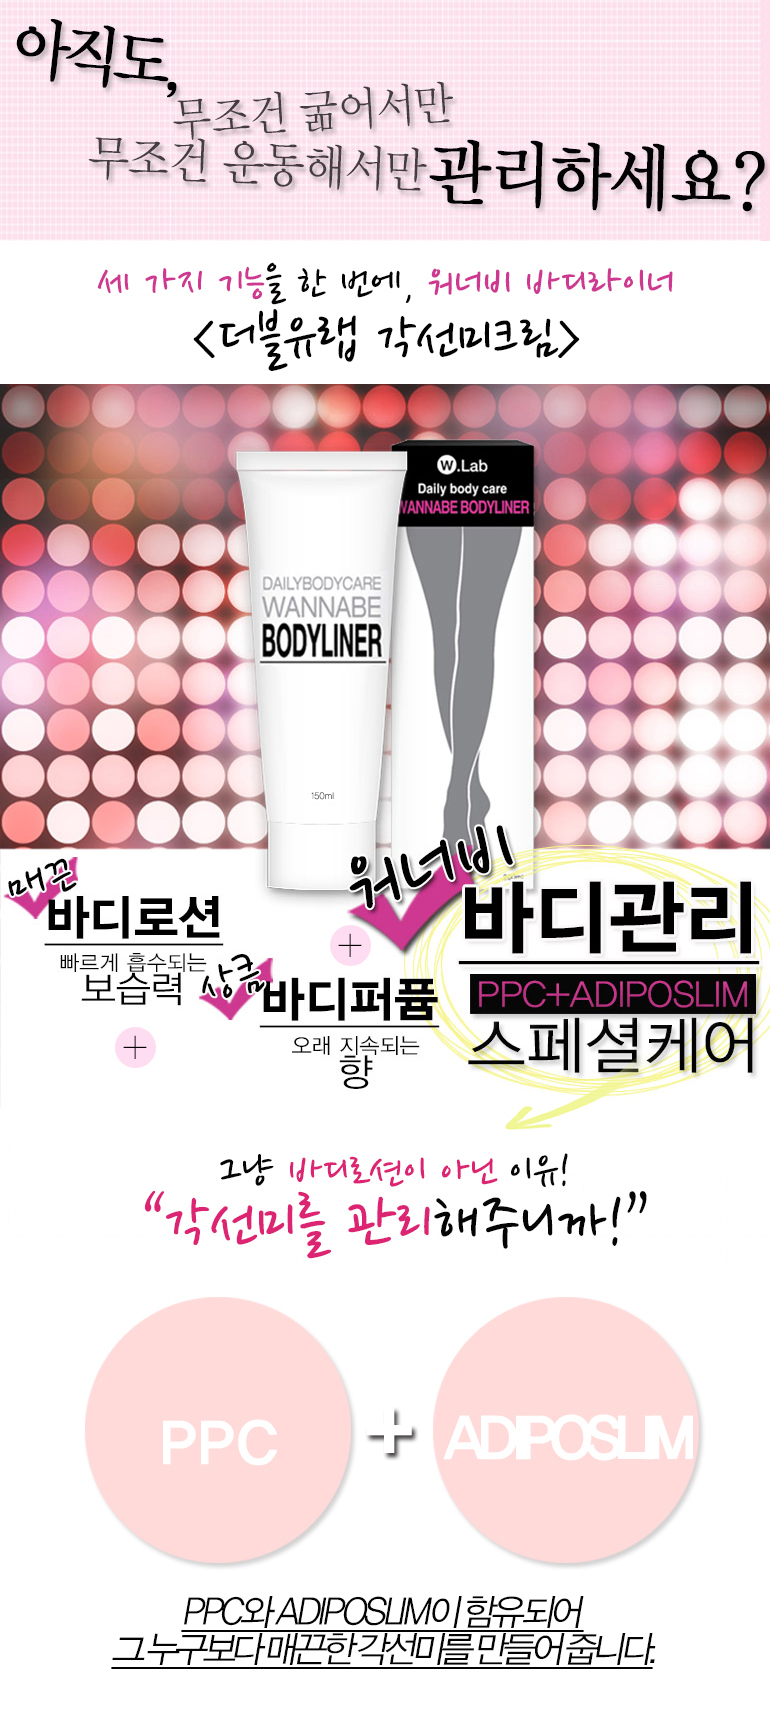 아직도,
무조건 굶어서만
무조건 운동해서만 관리하세요?
세 가지 기능을 한 번에, 워너비 바디라이너
<더블유랩 각선미크림>
W.Lab
Daily body care
WANNABE BODYLINER
DAILYBODYCARE
WANNABE
BODYLINER
150ml
매끈
바디로션
빠르게 흡수되는
보습력
+
상큼
바디퍼퓸
오래 지속되는
향
+
워너비
바디관리
PPC+ADIPOSLIM
스페셜케어
그냥 바디로션이 아닌 이유!
“각선미를 관리해주니까!”
PPC
+
ADIPOSLIM
PPC와 ADIPOSLIM이 함유되어
그 누구보다 매끈한 각선미를 만들어 줍니다.